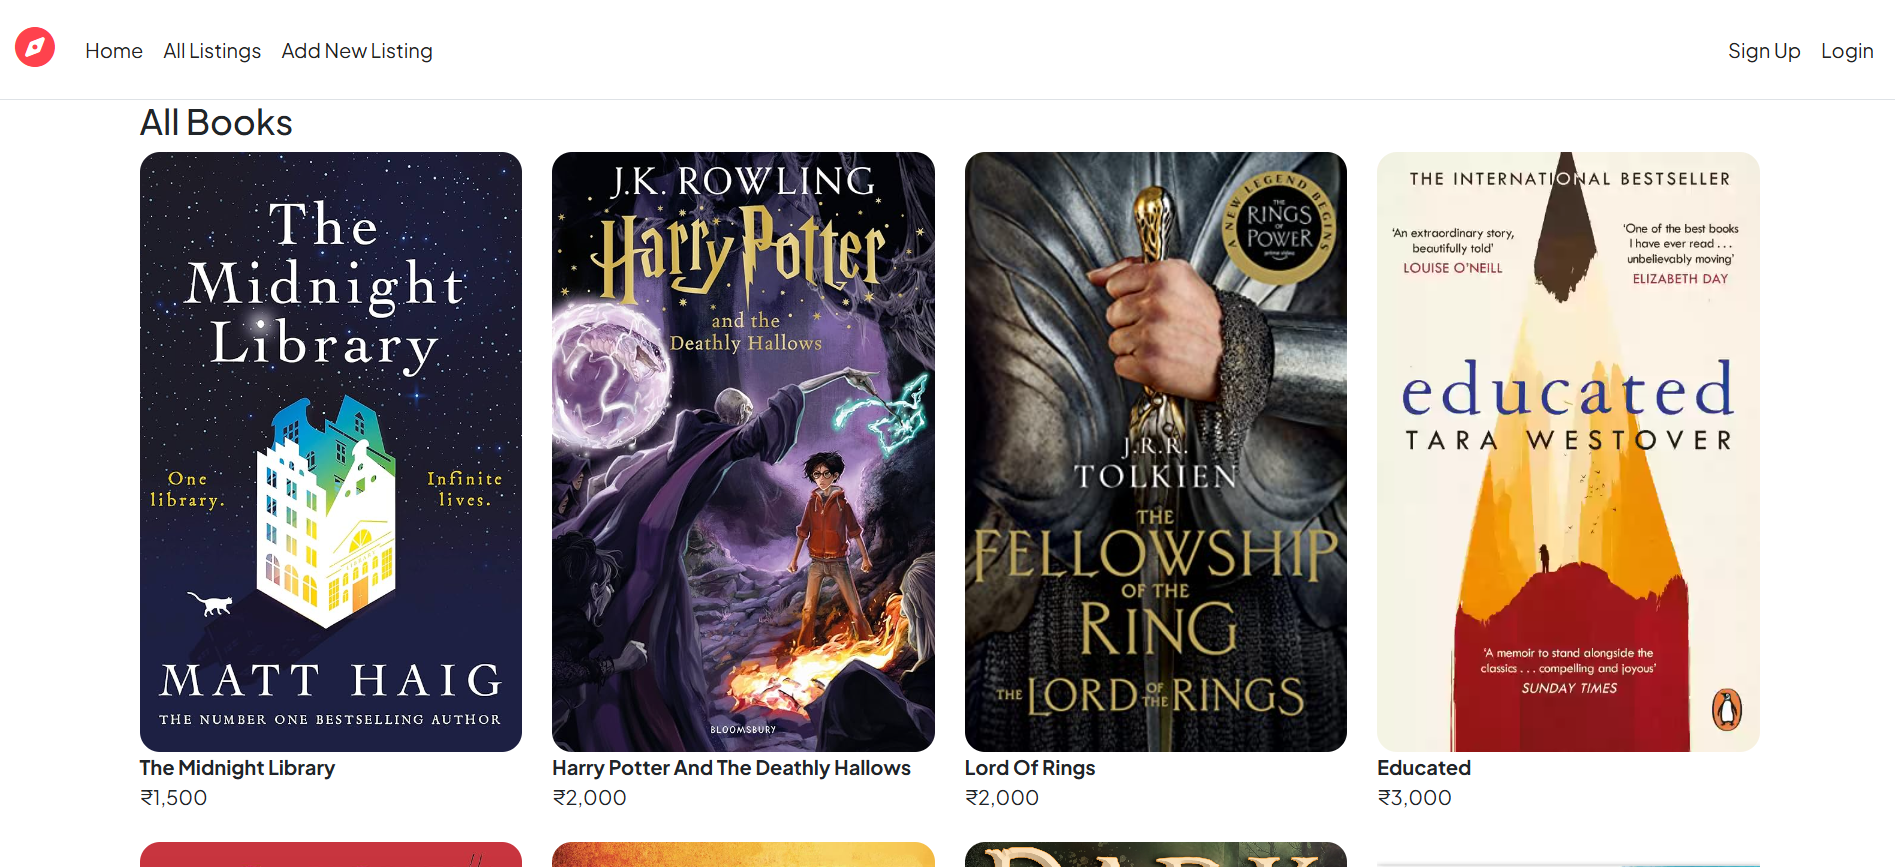 Home
All Listings
Add New Listing
Sign Up
Login
All Books
The
Midnight
Library
One
library.
Infinite
lives.
MATT HAIG
THE NUMBER ONE BESTSELLING AUTHOR
J.K. ROWLING
Harry Potter
and the
Deathly Hallows
BLOOMSBURY
A NEW LEGEND BEGINS
THE
RINGS
OF
POWER
prime video
J.R.R.
TOLKIEN
THE
FELLOWSHIP
OF THE
RING
THE LORD OF THE RINGS
THE INTERNATIONAL BESTSELLER
'An extraordinary story,
beautifully told'
LOUISE O'NEILL
'One of the best books
I have ever read . . .
unbelievably moving'
ELIZABETH DAY
educated
TARA WESTOVER
'A memoir to stand alongside the
classics . . . compelling and joyous'
SUNDAY TIMES
The Midnight Library
₹1,500
Harry Potter And The Deathly Hallows
₹2,000
Lord Of Rings
₹2,000
Educated
₹3,000
DARK